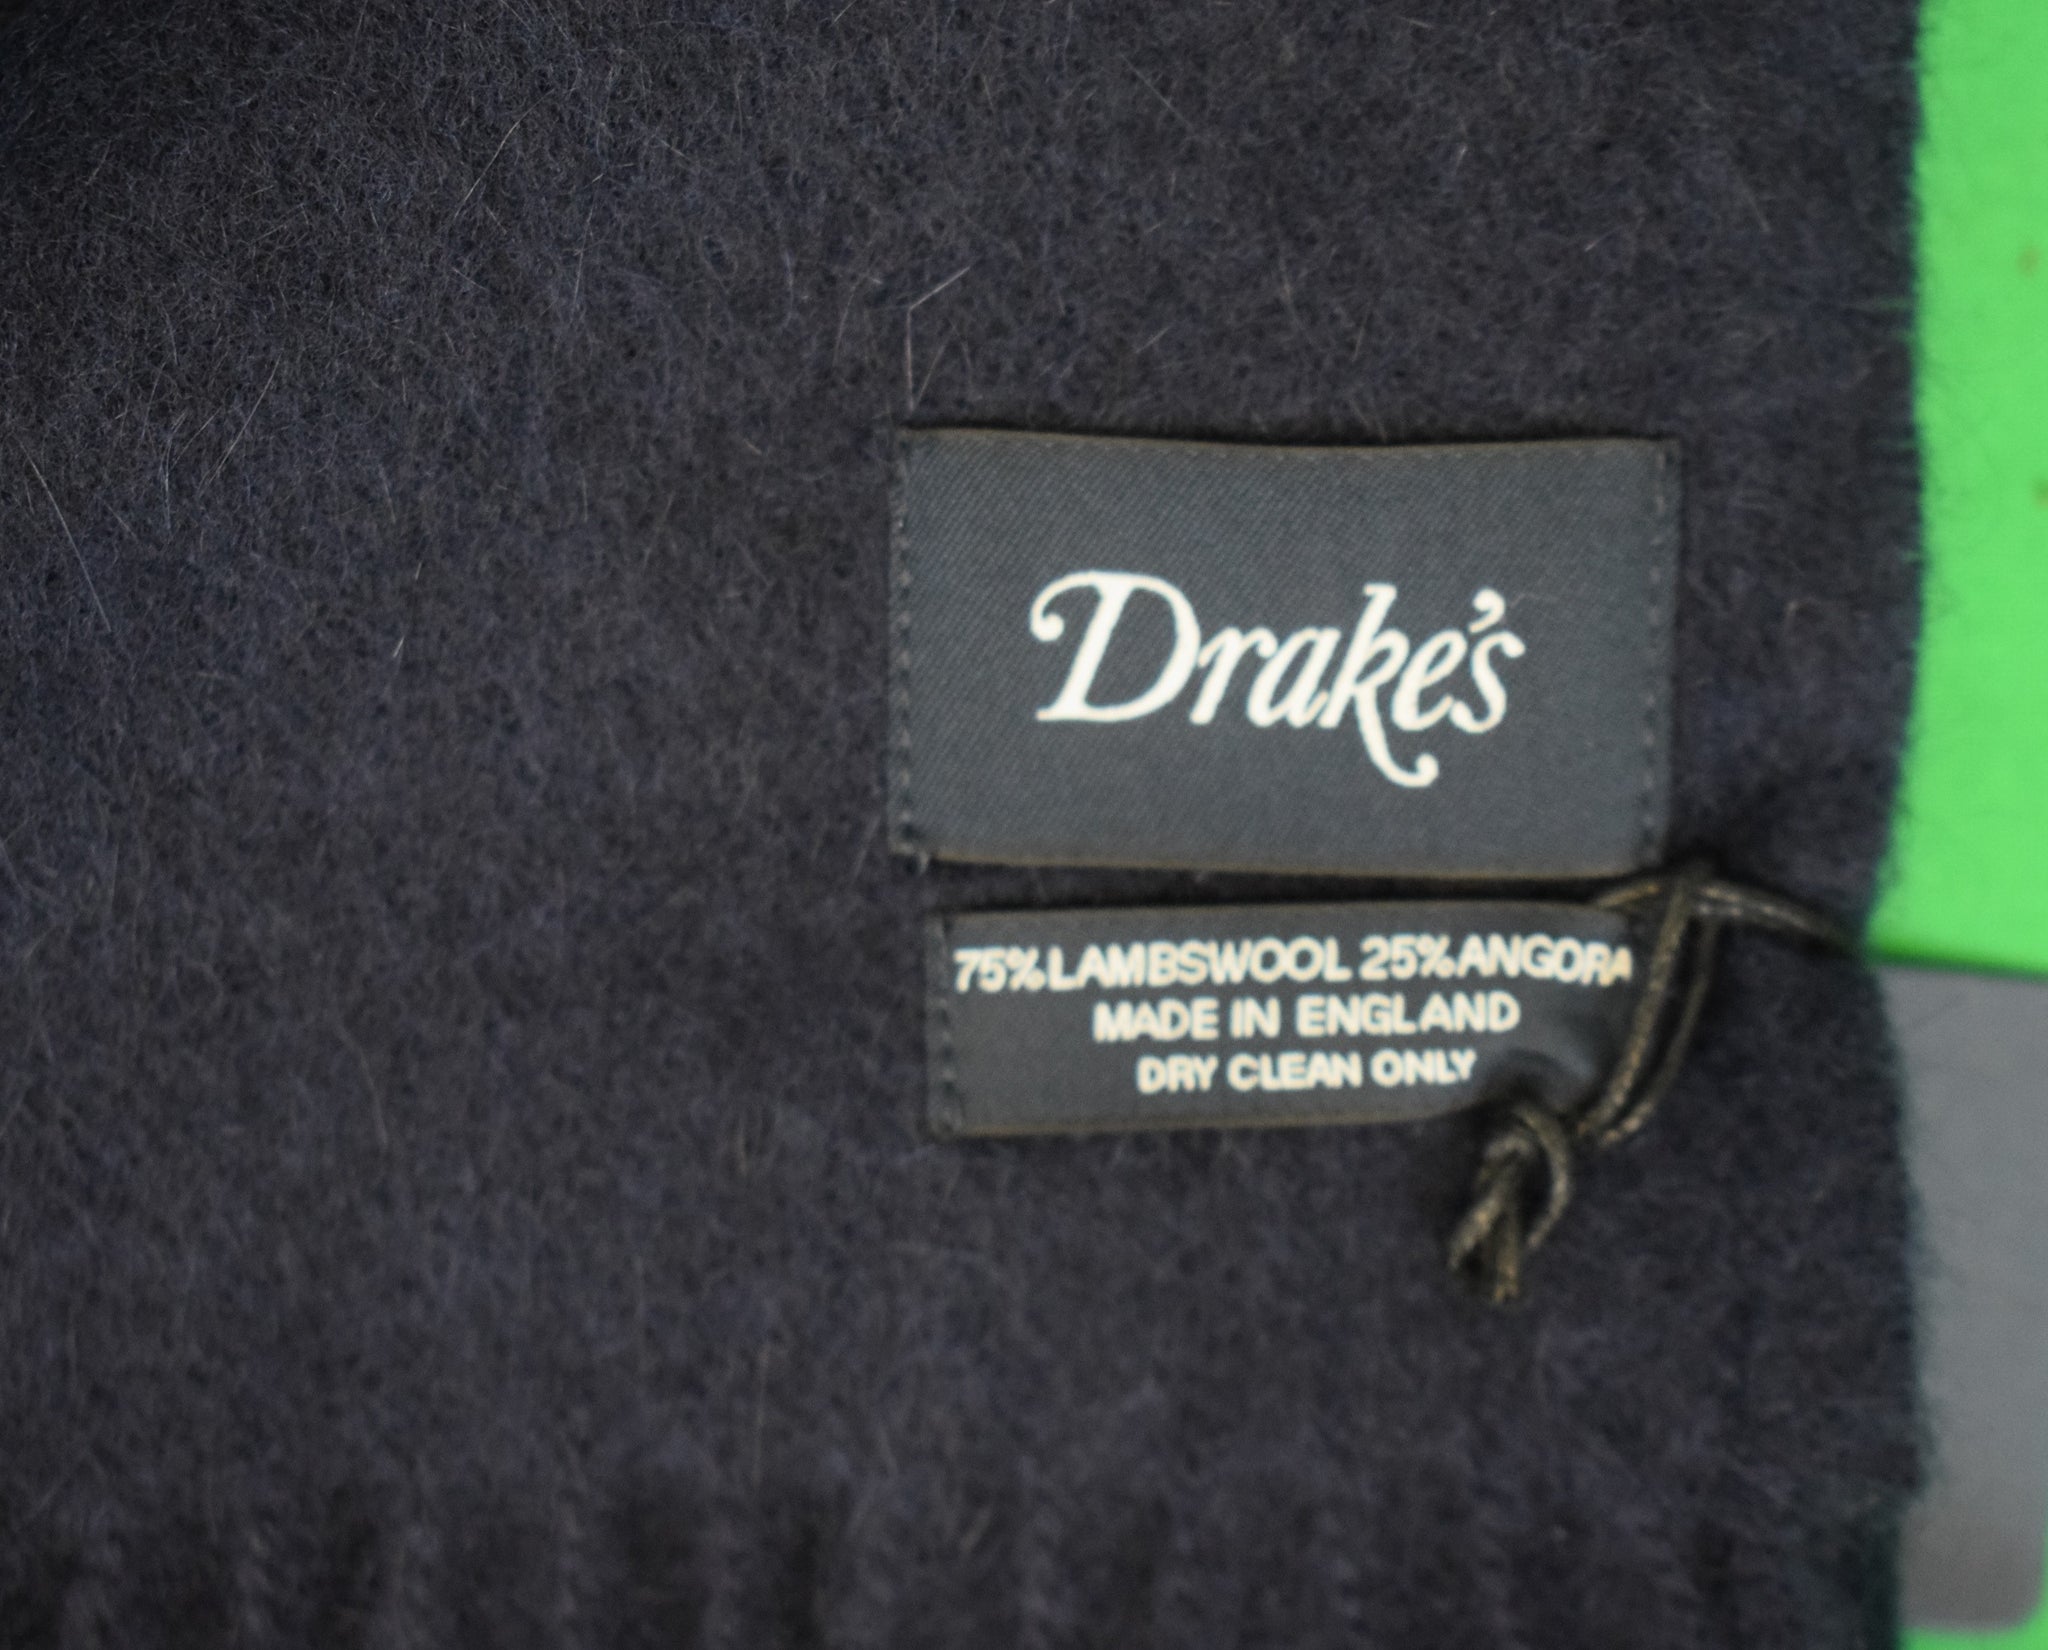 Drake's
75%LAMBSWOOL 25%ANGORA
MADE IN ENGLAND
DRY CLEAN ONLY